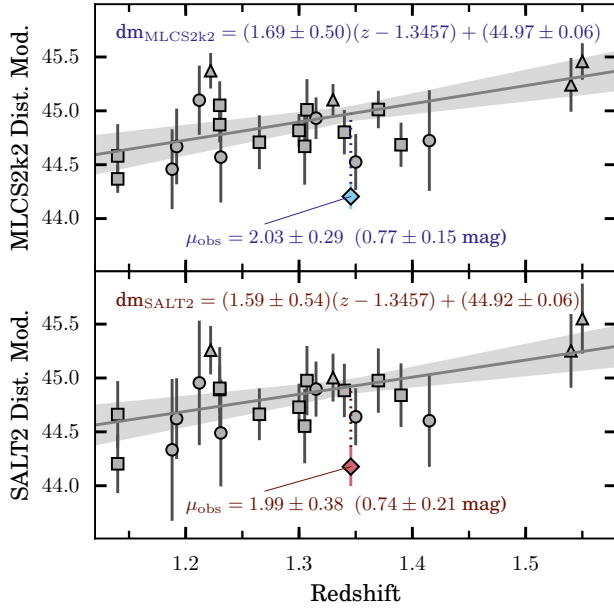 dm_MLCS2k2 = (1.69 ± 0.50)(z − 1.3457) + (44.97 ± 0.06)
MLCS2k2 Dist. Mod.
45.5
45.0
44.5
44.0
μ_obs = 2.03 ± 0.29 (0.77 ± 0.15 mag)
dm_SALT2 = (1.59 ± 0.54)(z − 1.3457) + (44.92 ± 0.06)
SALT2 Dist. Mod.
45.5
45.0
44.5
44.0
μ_obs = 1.99 ± 0.38 (0.74 ± 0.21 mag)
1.2 1.3 1.4 1.5
Redshift